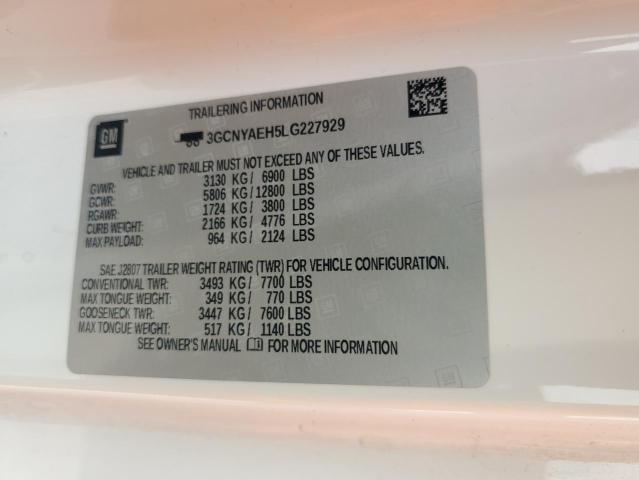 TRAILERING INFORMATION
GM
3GCNYAEH5LG227929
VEHICLE AND TRAILER MUST NOT EXCEED ANY OF THESE VALUES.
GVWR: 3130 KG/ 6900 LBS
GCWR: 5806 KG/12800 LBS
RGAWR: 1724 KG/ 3800 LBS
CURB WEIGHT: 2166 KG/ 4776 LBS
MAX PAYLOAD: 964 KG/ 2124 LBS
SAE J2807 TRAILER WEIGHT RATING (TWR) FOR VEHICLE CONFIGURATION.
CONVENTIONAL TWR: 3493 KG/ 7700 LBS
MAX TONGUE WEIGHT: 349 KG/ 770 LBS
GOOSENECK TWR: 3447 KG/ 7600 LBS
MAX TONGUE WEIGHT: 517 KG/ 1140 LBS
SEE OWNER'S MANUAL FOR MORE INFORMATION